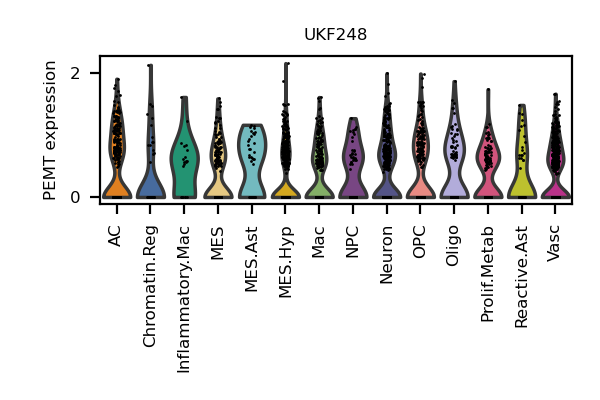 UKF248
PEMT expression
2
0
AC
Chromatin.Reg
Inflammatory.Mac
MES
MES.Ast
MES.Hyp
Mac
NPC
Neuron
OPC
Oligo
Prolif.Metab
Reactive.Ast
Vasc